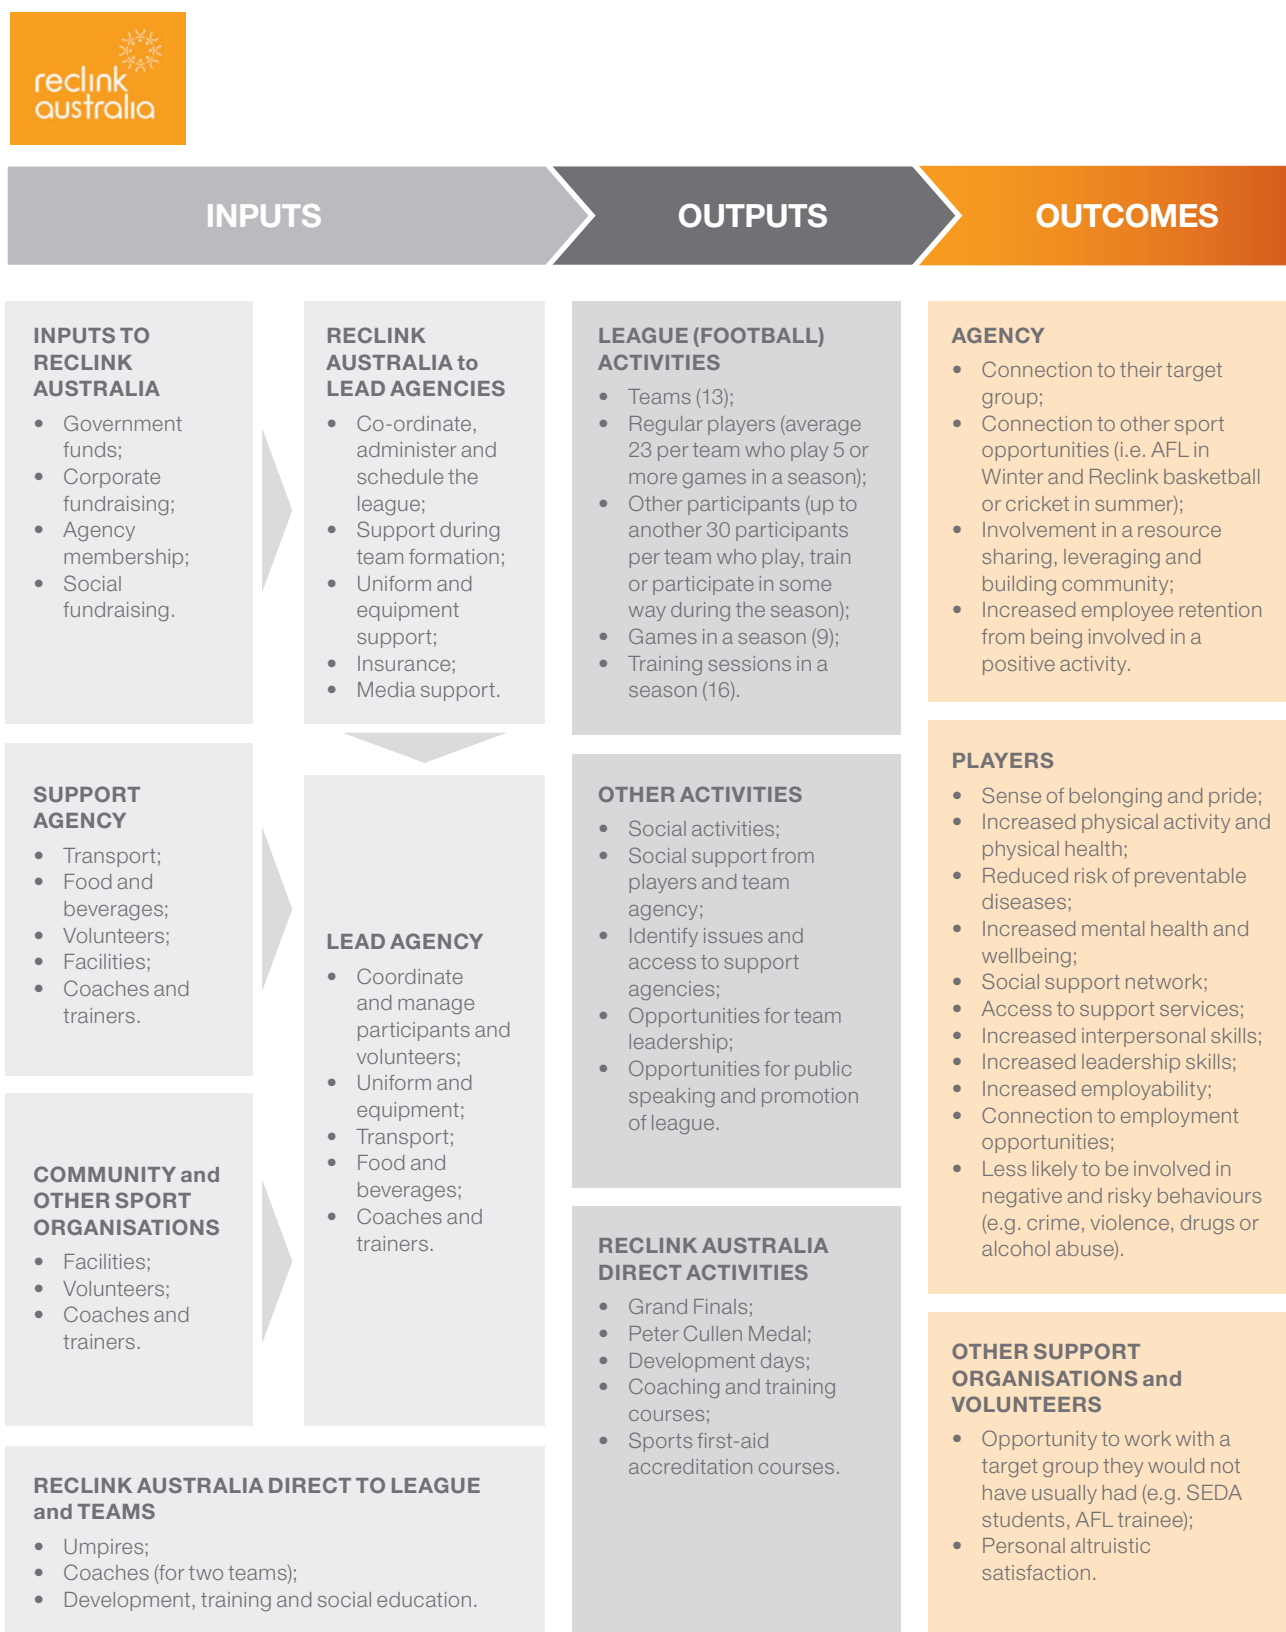 reclink
australia
INPUTS
OUTPUTS
OUTCOMES
INPUTS TO
RECLINK
AUSTRALIA
• Government
funds;
• Corporate
fundraising;
• Agency
membership;
• Social
fundraising.
RECLINK
AUSTRALIA to
LEAD AGENCIES
• Co-ordinate,
administer and
schedule the
league;
• Support during
team formation;
• Uniform and
equipment
support;
• Insurance;
• Media support.
SUPPORT
AGENCY
• Transport;
• Food and
beverages;
• Volunteers;
• Facilities;
• Coaches and
trainers.
COMMUNITY and
OTHER SPORT
ORGANISATIONS
• Facilities;
• Volunteers;
• Coaches and
trainers.
LEAD AGENCY
• Coordinate
and manage
participants and
volunteers;
• Uniform and
equipment;
• Transport;
• Food and
beverages;
• Coaches and
trainers.
RECLINK AUSTRALIA DIRECT TO LEAGUE
and TEAMS
• Umpires;
• Coaches (for two teams);
• Development, training and social education.
LEAGUE (FOOTBALL)
ACTIVITIES
• Teams (13);
• Regular players (average
23 per team who play 5 or
more games in a season);
• Other participants (up to
another 30 participants
per team who play, train
or participate in some
way during the season);
• Games in a season (9);
• Training sessions in a
season (16).
OTHER ACTIVITIES
• Social activities;
• Social support from
players and team
agency;
• Identify issues and
access to support
agencies;
• Opportunities for team
leadership;
• Opportunities for public
speaking and promotion
of league.
RECLINK AUSTRALIA
DIRECT ACTIVITIES
• Grand Finals;
• Peter Cullen Medal;
• Development days;
• Coaching and training
courses;
• Sports first-aid
accreditation courses.
AGENCY
• Connection to their target
group;
• Connection to other sport
opportunities (i.e. AFL in
Winter and Reclink basketball
or cricket in summer);
• Involvement in a resource
sharing, leveraging and
building community;
• Increased employee retention
from being involved in a
positive activity.
PLAYERS
• Sense of belonging and pride;
• Increased physical activity and
physical health;
• Reduced risk of preventable
diseases;
• Increased mental health and
wellbeing;
• Social support network;
• Access to support services;
• Increased interpersonal skills;
• Increased leadership skills;
• Increased employability;
• Connection to employment
opportunities;
• Less likely to be involved in
negative and risky behaviours
(e.g. crime, violence, drugs or
alcohol abuse).
OTHER SUPPORT
ORGANISATIONS and
VOLUNTEERS
• Opportunity to work with a
target group they would not
have usually had (e.g. SEDA
students, AFL trainee);
• Personal altruistic
satisfaction.